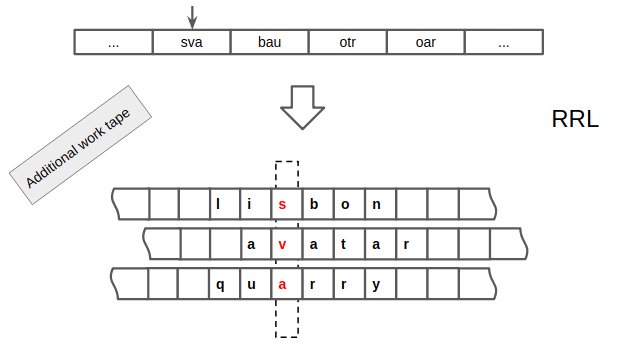 ... sva bau otr oar ...
Additional work tape
RRL
l i s b o n
a v a t a r
q u a r r y